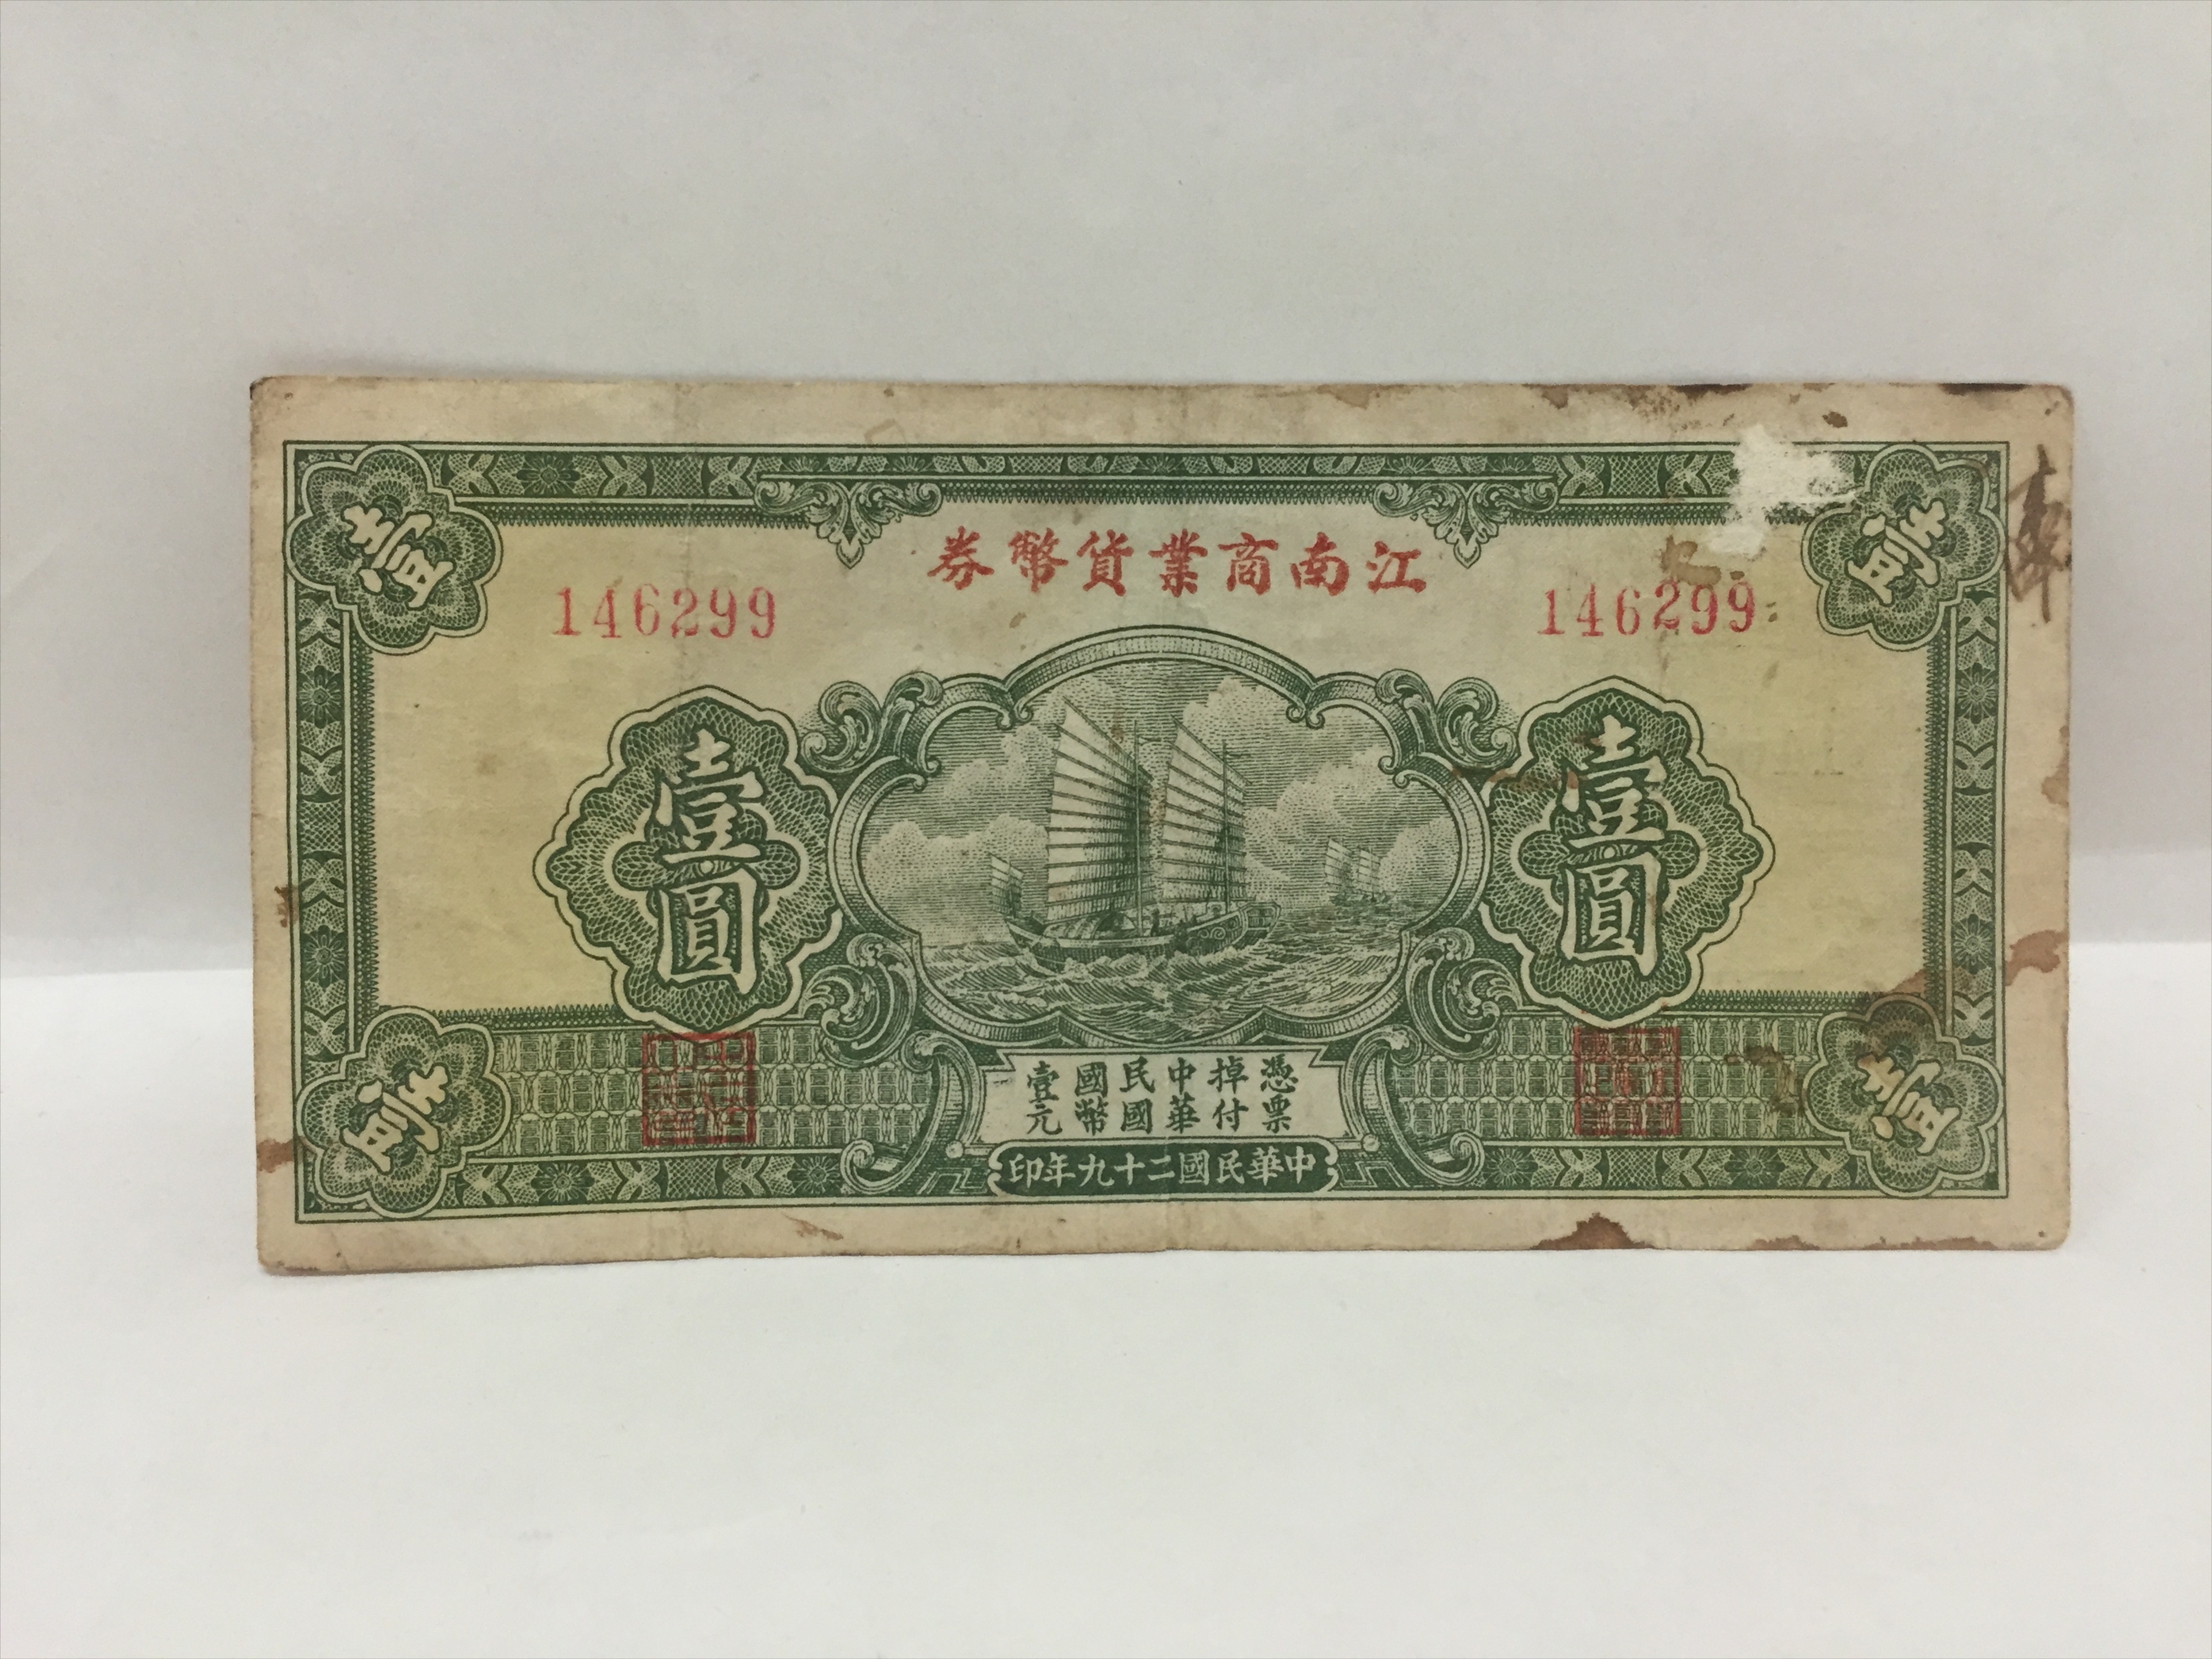 江南商業貨幣券
146299
146299
壹
壹
壹圓
壹圓
憑票
掉付
中華
民國
國幣
壹元
中華民國二十九年印
壹
壹